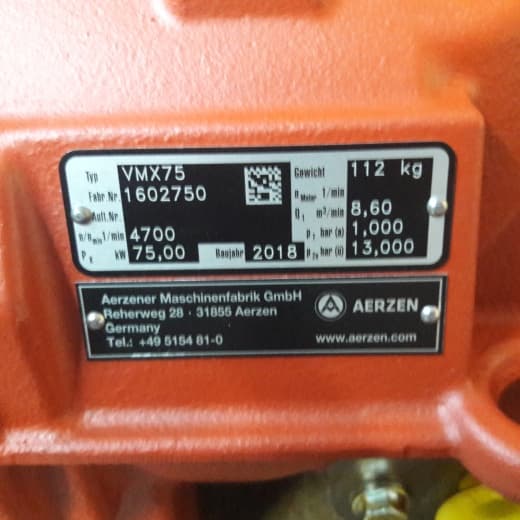 Typ VMX75 Gewicht 112 kg
Fabr.Nr. 1602750 n Motor 1/min
Auft.Nr. Q1 m³/min 8,60
n/nmin 1/min 4700 p1 bar (a) 1,000
kW 75,00 Baujahr 2018 bar (ü) 13,000
Aerzener Maschinenfabrik GmbH
Reherweg 28 · 31855 Aerzen
Germany
Tel.: +49 5154 81-0
AERZEN
www.aerzen.com